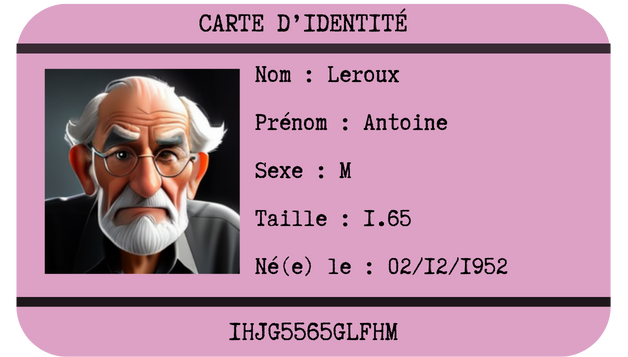 CARTE D'IDENTITÉ
Nom : Leroux
Prénom : Antoine
Sexe : M
Taille : I.65
Né(e) le : 02/I2/I952
IHJG5565GLFHM